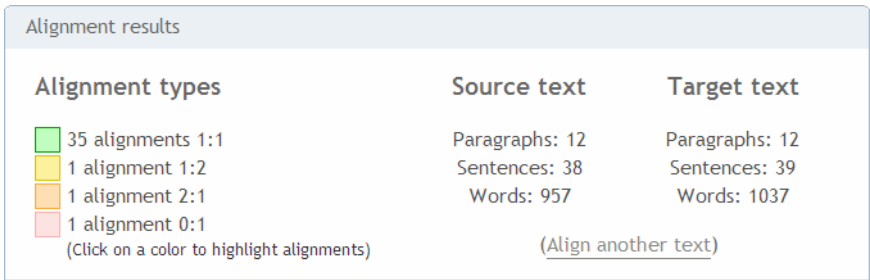 Alignment results
Alignment types
Source text
Target text
35 alignments 1:1
Paragraphs: 12
Paragraphs: 12
1 alignment 1:2
Sentences: 38
Sentences: 39
1 alignment 2:1
Words: 957
Words: 1037
1 alignment 0:1
(Click on a color to highlight alignments)
(Align another text)